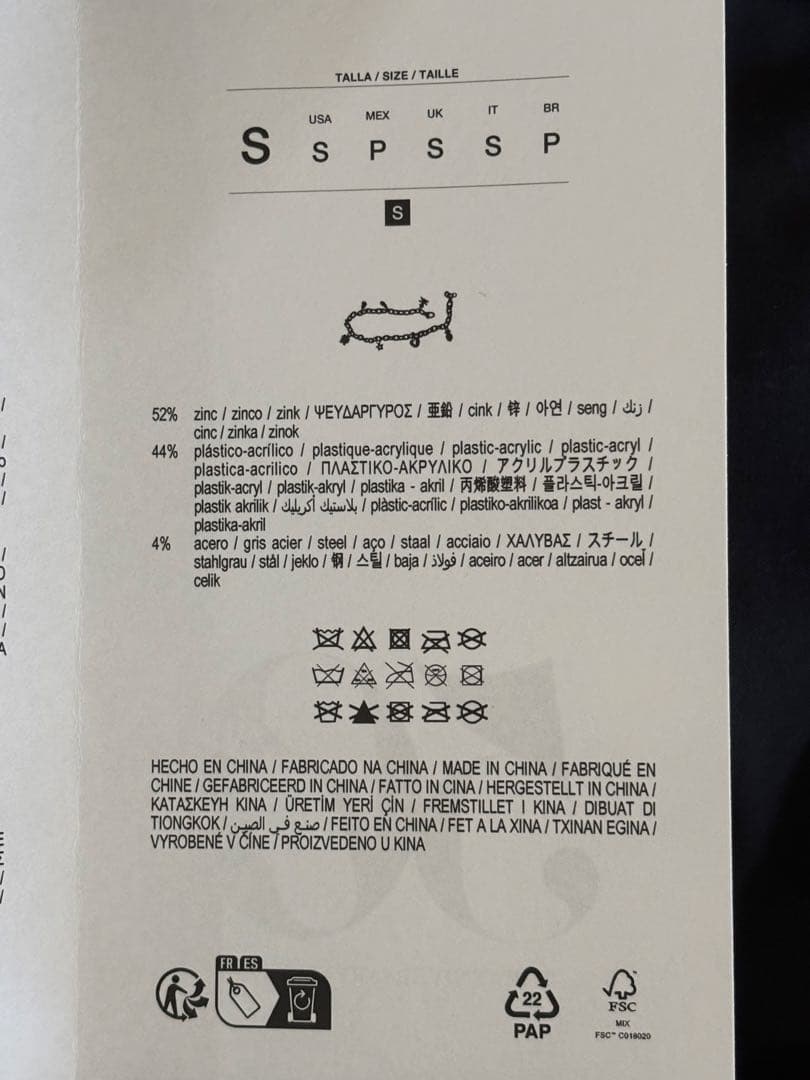 TALLA / SIZE / TAILLE
USA MEX UK IT BR
S S P S S P
S
52% zinc / zinco / zink / ΨΕΥΔΑΡΓΥΡΟΣ / 亜鉛 / cink / 锌 / 아연 / seng / زنك /
cinc / zinka / zinok
44% plástico-acrílico / plastique-acrylique / plastic-acrylic / plastic-acryl /
plastica-acrilico / ΠΛΑΣΤΙΚΟ-ΑΚΡΥΛΙΚΟ / アクリルプラスチック /
plastik-acryl / plastik-akryl / plastika - akril / 丙烯酸塑料 / 플라스틱-아크릴 /
plastik akrilik / بلاستيك أكريليك / plàstic-acrílic / plastiko-akrilikoa / plast - akryl /
plastika-akril
4% acero / gris acier / steel / aço / staal / acciaio / ΧΑΛΥΒΑΣ / スチール /
stahlgrau / stål / jeklo / 钢 / 스틸 / baja / فولاذ / aceiro / acer / altzairua / oceľ /
celik
HECHO EN CHINA / FABRICADO NA CHINA / MADE IN CHINA / FABRIQUÉ EN
CHINE / GEFABRICEERD IN CHINA / FATTO IN CINA / HERGESTELLT IN CHINA /
ΚΑΤΑΣΚΕΥΗ ΚΙΝΑ / ÜRETİM YERİ ÇİN / FREMSTILLET I KINA / DIBUAT DI
TIONGKOK / صنع في الصين / FEITO EN CHINA / FET A LA XINA / TXINAN EGINA /
VYROBENÉ V ČÍNE / PROIZVEDENO U KINA
FR ES
22
PAP
FSC
MIX
FSC™ C018020